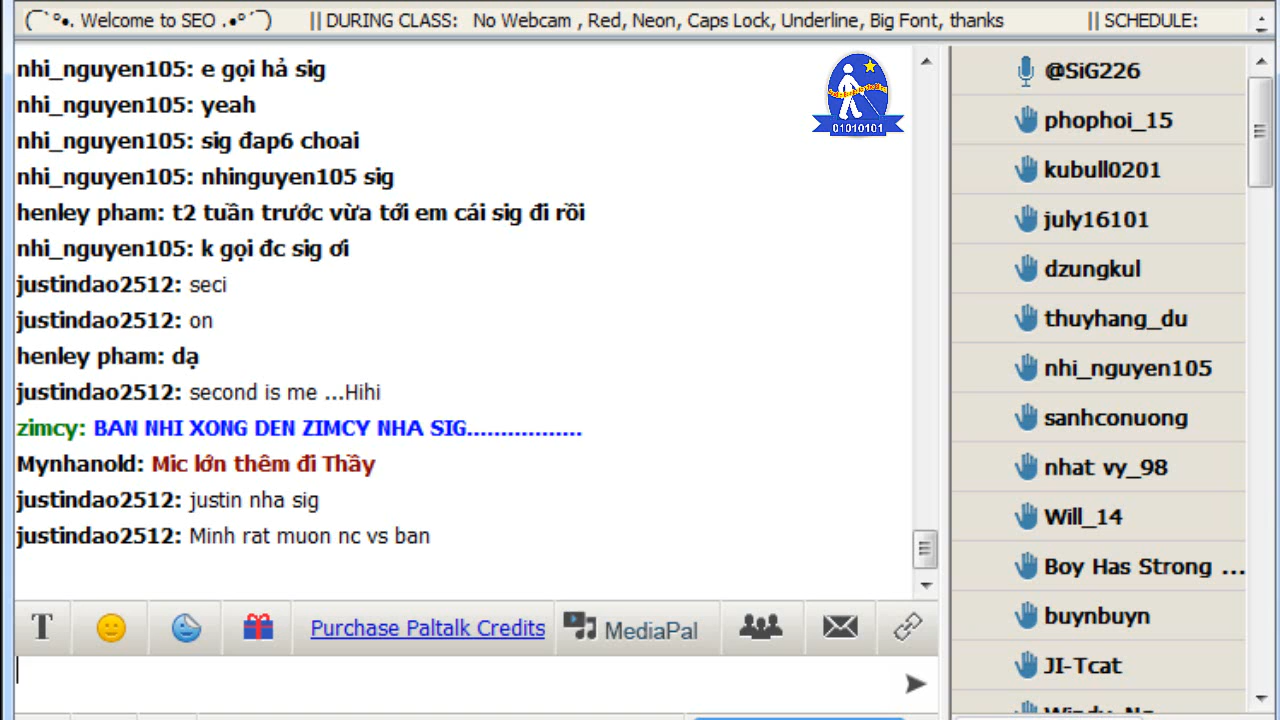 (¯`°•. Welcome to SEO .•°´¯) || DURING CLASS: No Webcam , Red, Neon, Caps Lock, Underline, Big Font, thanks || SCHEDULE:
nhi_nguyen105: e gọi hả sig
nhi_nguyen105: yeah
nhi_nguyen105: sig đap6 choai
nhi_nguyen105: nhinguyen105 sig
henley pham: t2 tuần trước vừa tới em cái sig đi rồi
nhi_nguyen105: k gọi đc sig ơi
justindao2512: seci
justindao2512: on
henley pham: dạ
justindao2512: second is me ...Hihi
zimcy: BAN NHI XONG DEN ZIMCY NHA SIG.................
Mynhanold: Mic lớn thêm đi Thầy
justindao2512: justin nha sig
justindao2512: Minh rat muon nc vs ban
01010101
T
Purchase Paltalk Credits
MediaPal
@SiG226
phophoi_15
kubull0201
july16101
dzungkul
thuyhang_du
nhi_nguyen105
sanhconuong
nhat vy_98
Will_14
Boy Has Strong ...
buynbuyn
JI-Tcat